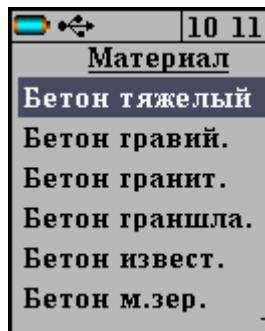 10 11
Материал
Бетон тяжелый
Бетон гравий.
Бетон гранит.
Бетон граншла.
Бетон извест.
Бетон м.зер.